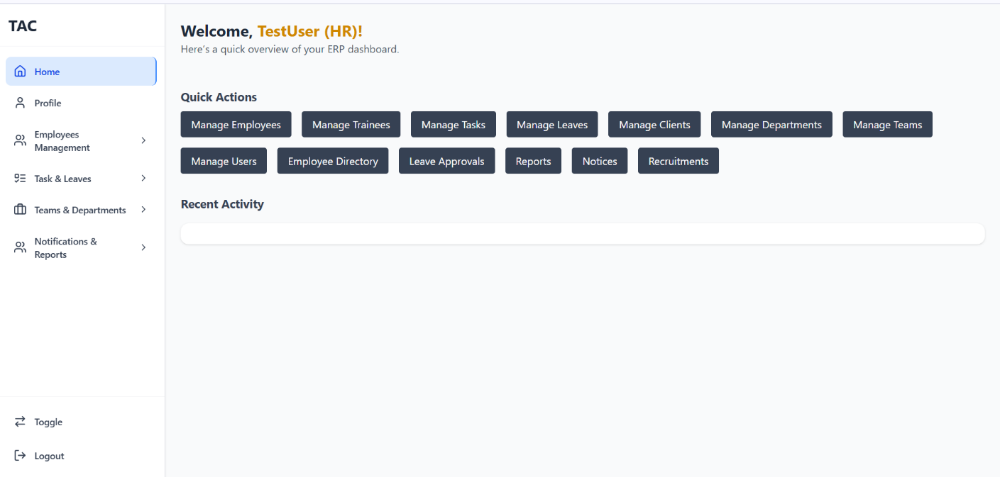 TAC
Home
Profile
Employees
Management
Task & Leaves
Teams & Departments
Notifications &
Reports
Toggle
Logout
Welcome, TestUser (HR)!
Here's a quick overview of your ERP dashboard.
Quick Actions
Manage Employees
Manage Trainees
Manage Tasks
Manage Leaves
Manage Clients
Manage Departments
Manage Teams
Manage Users
Employee Directory
Leave Approvals
Reports
Notices
Recruitments
Recent Activity